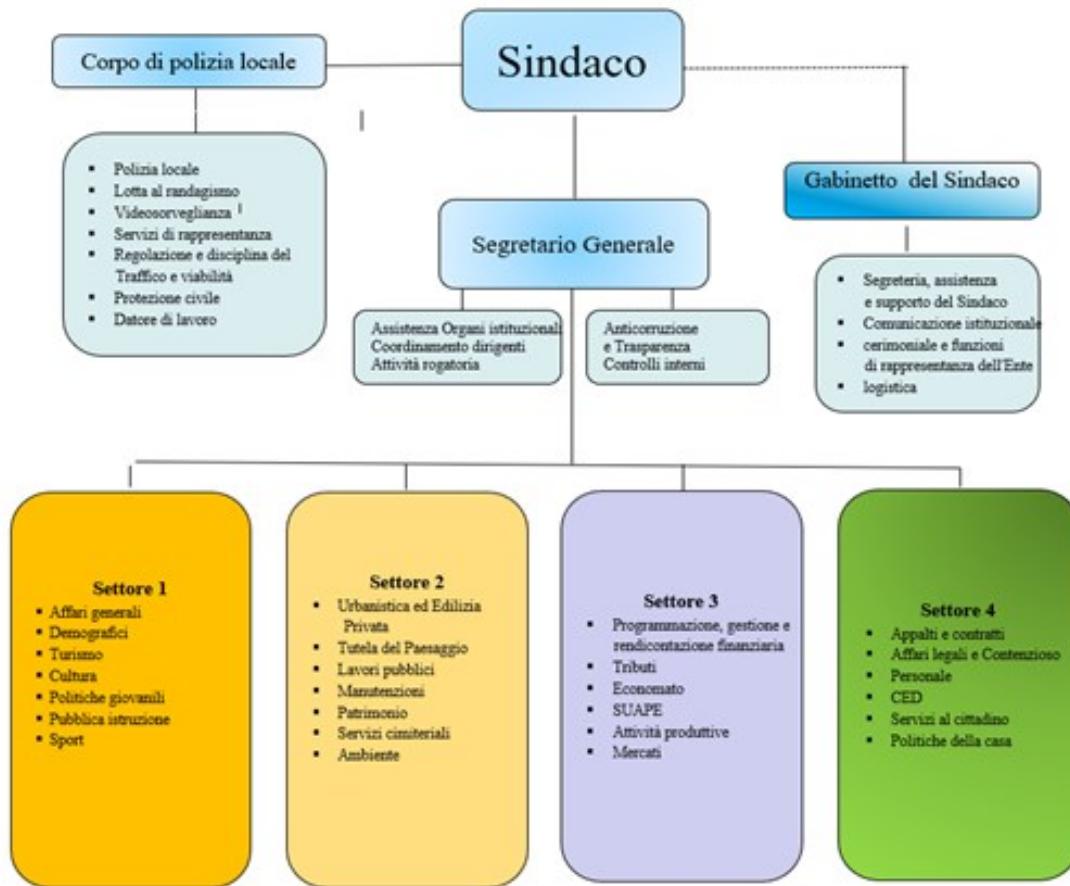 Sindaco
Corpo di polizia locale
Polizia locale
Lotta al randagismo
Videosorveglianza
Servizi di rappresentanza
Regolazione e disciplina del
Traffico e viabilità
Protezione civile
Datore di lavoro
Segretario Generale
Assistenza Organi istituzionali
Coordinamento dirigenti
Attività rogatoria
Anticorruzione
e Trasparenza
Controlli interni
Gabinetto del Sindaco
Segreteria, assistenza
e supporto del Sindaco
Comunicazione istituzionale
cerimoniale e funzioni
di rappresentanza dell'Ente
logistica
Settore 1
Affari generali
Demografici
Turismo
Cultura
Politiche giovanili
Pubblica istruzione
Sport
Settore 2
Urbanistica ed Edilizia
Privata
Tutela del Paesaggio
Lavori pubblici
Manutenzioni
Patrimonio
Servizi cimiteriali
Ambiente
Settore 3
Programmazione, gestione e
rendicontazione finanziaria
Tributi
Economato
SUAPE
Attività produttive
Mercati
Settore 4
Appalti e contratti
Affari legali e Contenzioso
Personale
CED
Servizi al cittadino
Politiche della casa